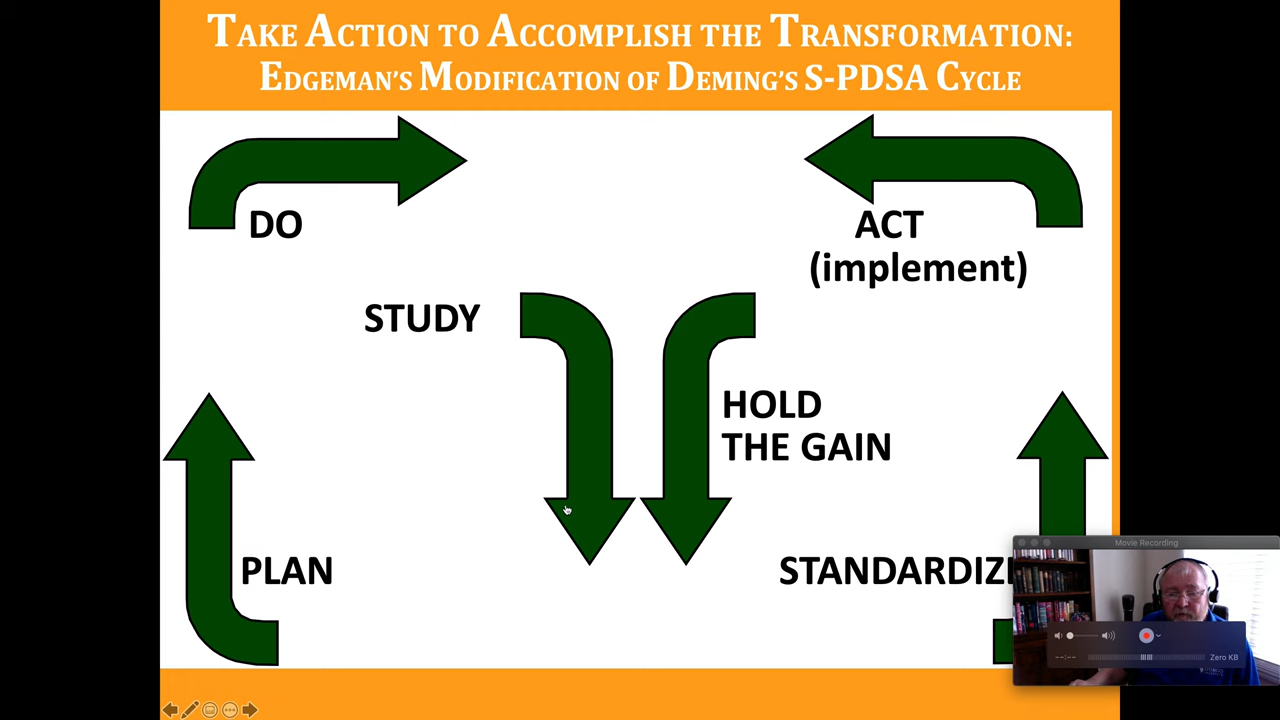 TAKE ACTION TO ACCOMPLISH THE TRANSFORMATION:
EDGEMAN'S MODIFICATION OF DEMING'S S-PDSA CYCLE
DO
ACT
(implement)
STUDY
HOLD
THE GAIN
PLAN
STANDARDIZ
Movie Recording
--:--
Zero KB